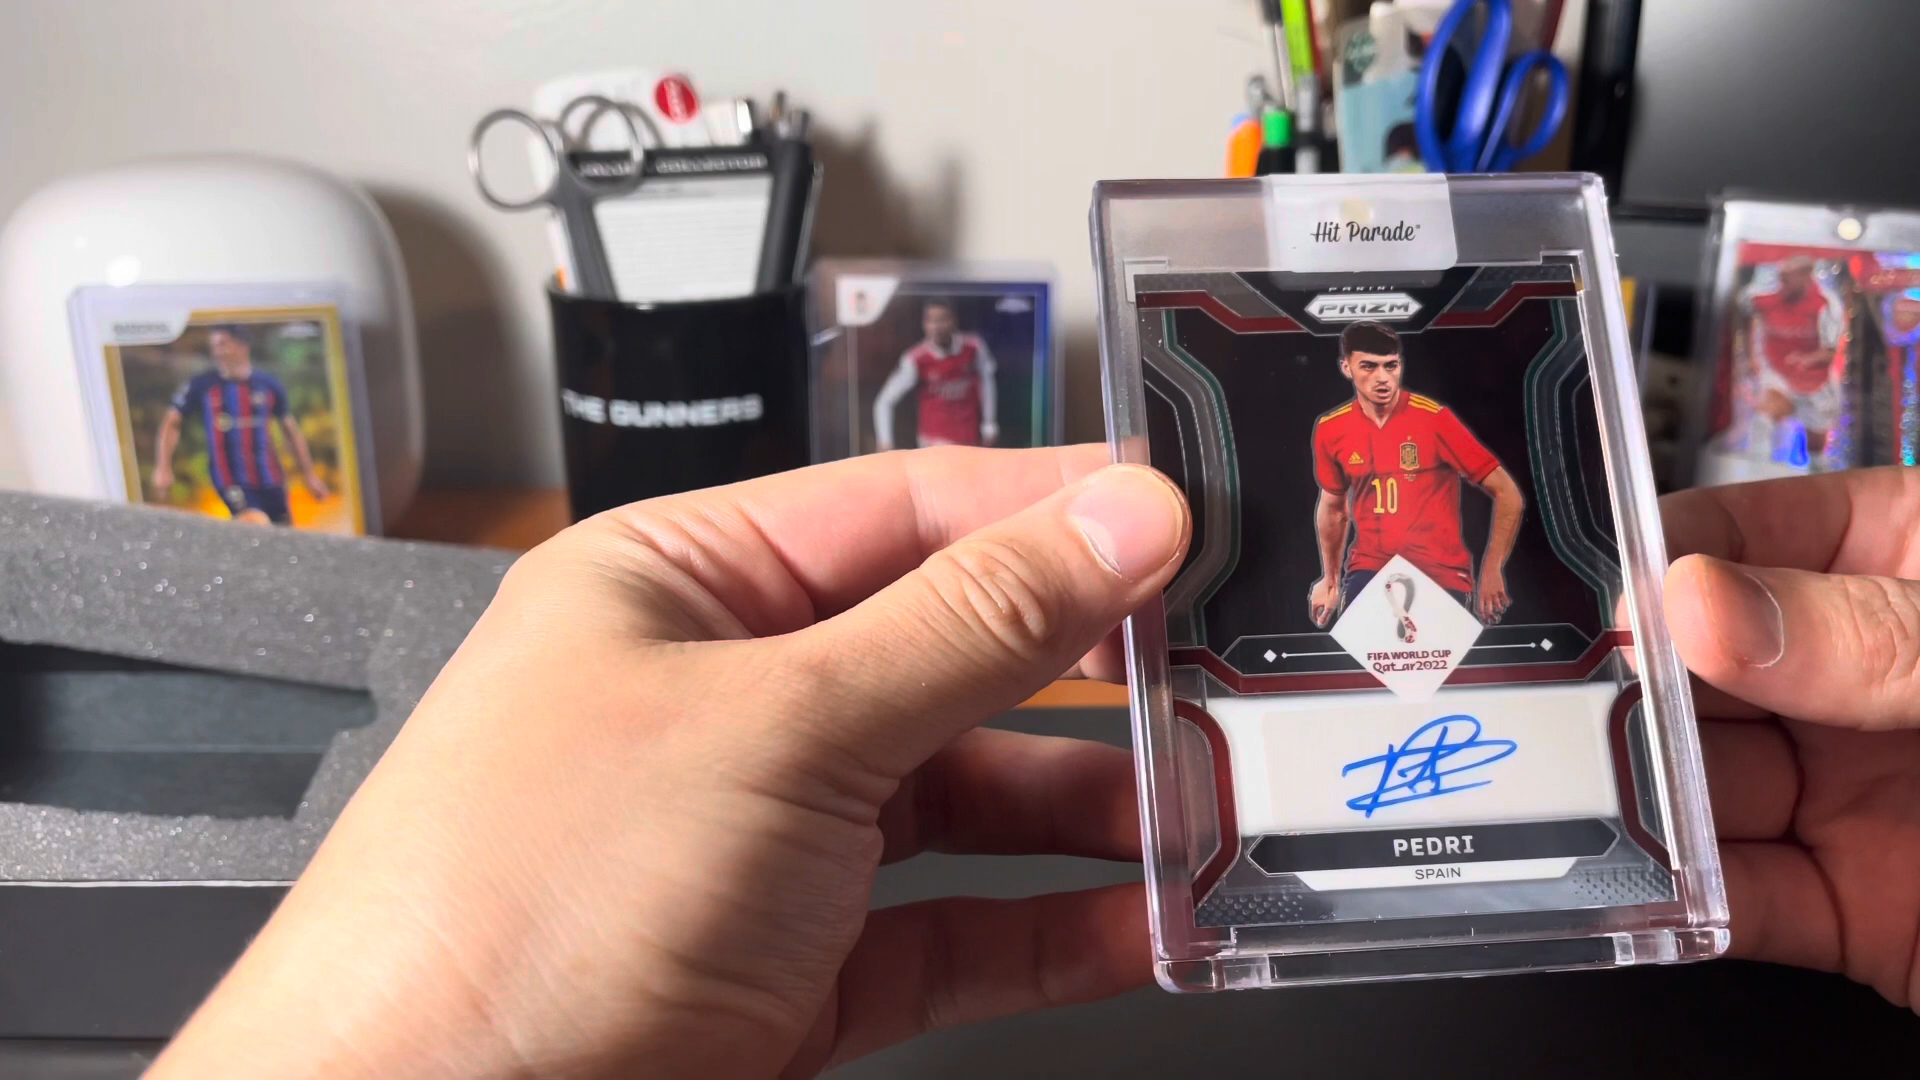 THE GUNNERS
Hit Parade
PANINI
PRIZM
10
FIFA WORLD CUP
Qatar2022
PEDRI
SPAIN